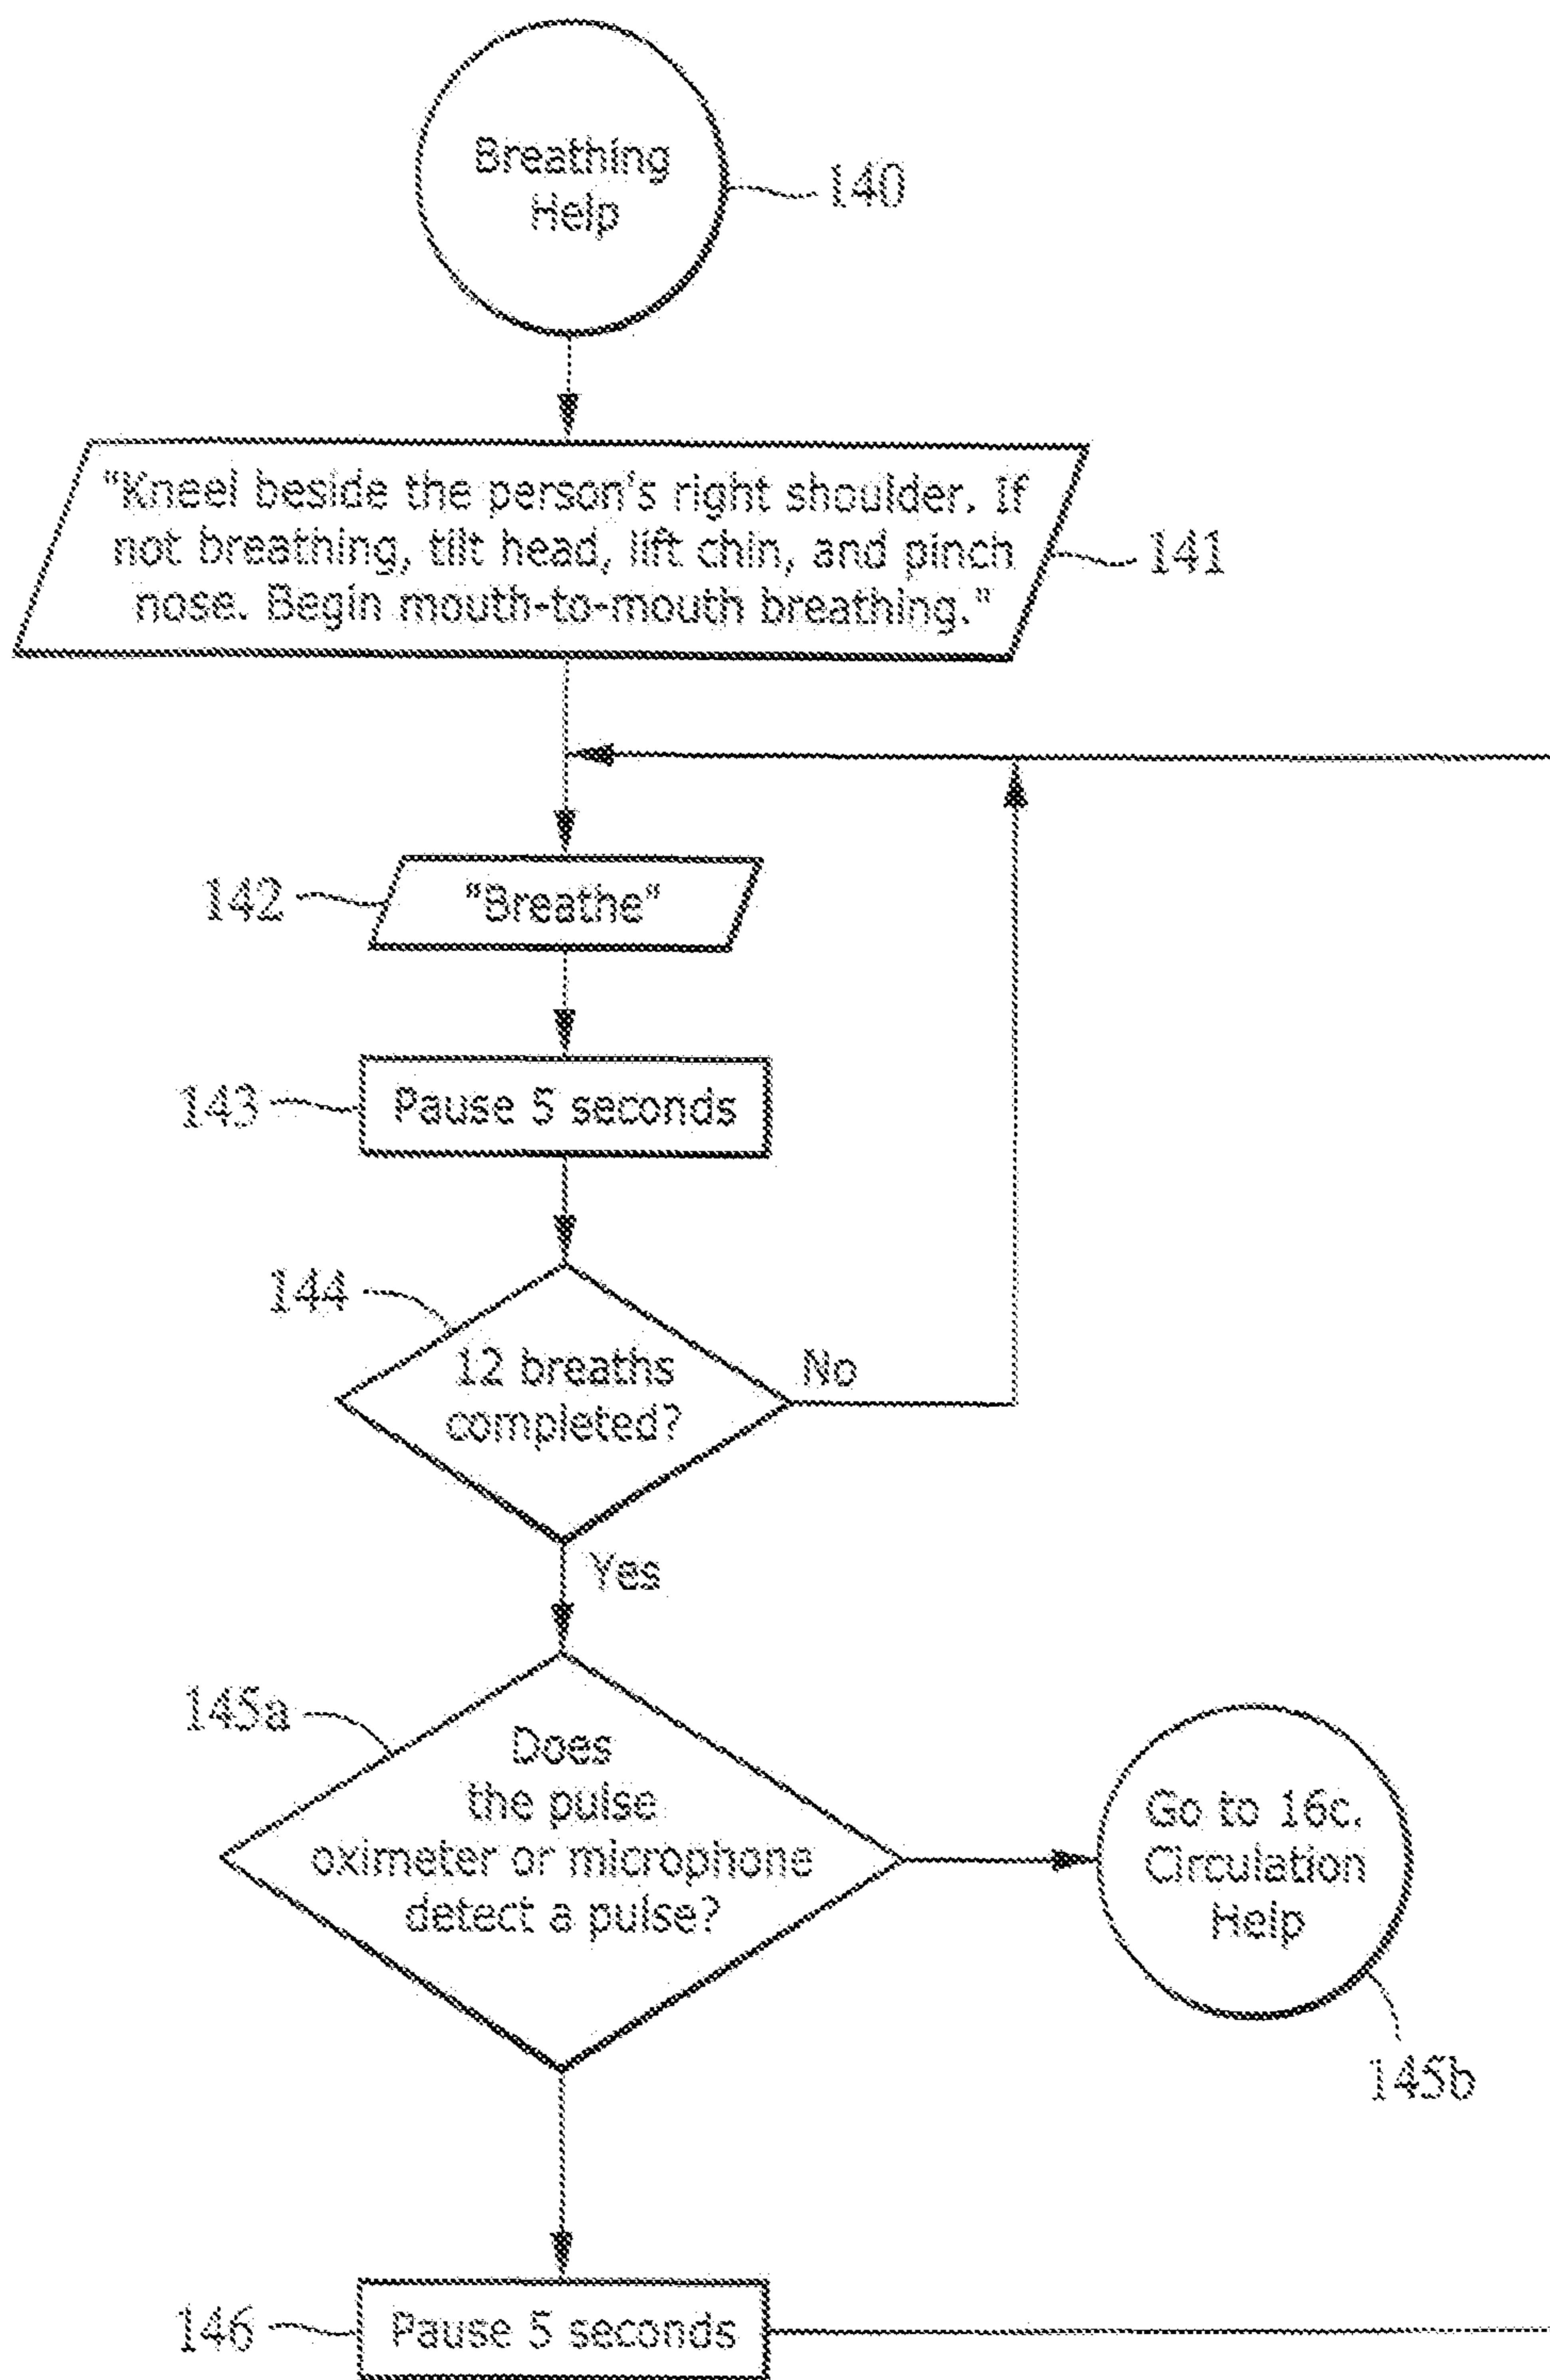 Breathing
Help
140
"Kneel beside the person's right shoulder. If
not breathing, tilt head, lift chin, and pinch
nose. Begin mouth-to-mouth breathing."
141
142
"Breathe"
143
Pause 5 seconds
144
12 breaths
completed?
No
Yes
145a
Does
the pulse
oximeter or microphone
detect a pulse?
Go to 16c.
Circulation
Help
145b
146
Pause 5 seconds